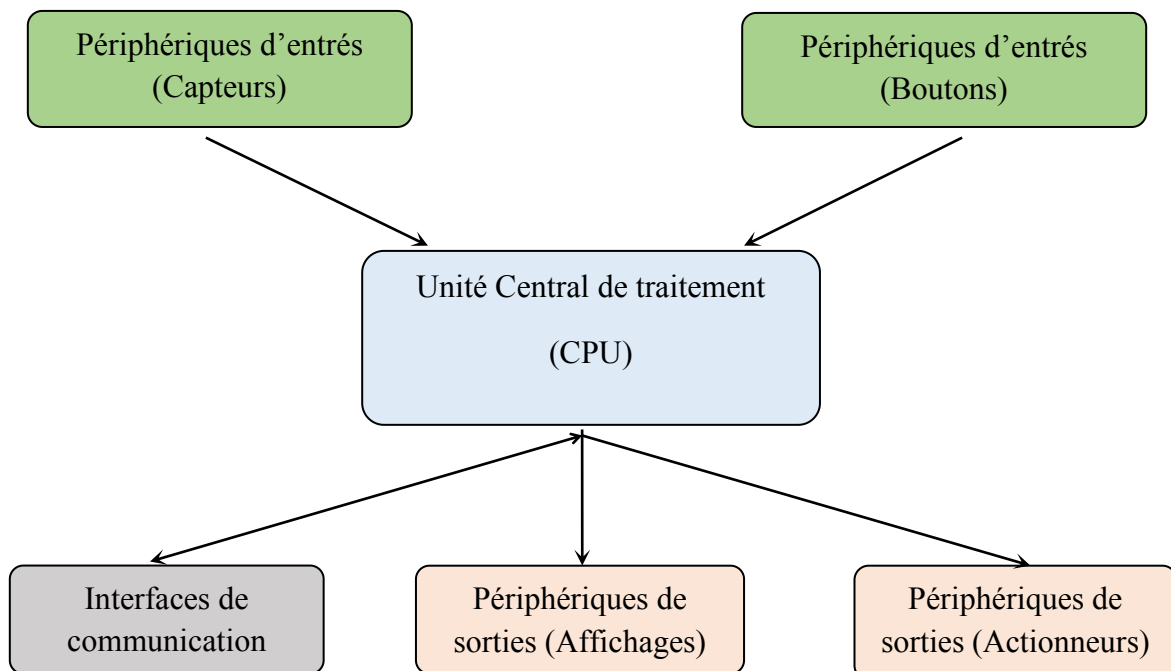 Périphériques d’entrés
(Capteurs)
Périphériques d’entrés
(Boutons)
Unité Central de traitement
(CPU)
Interfaces de
communication
Périphériques de
sorties (Affichages)
Périphériques de
sorties (Actionneurs)